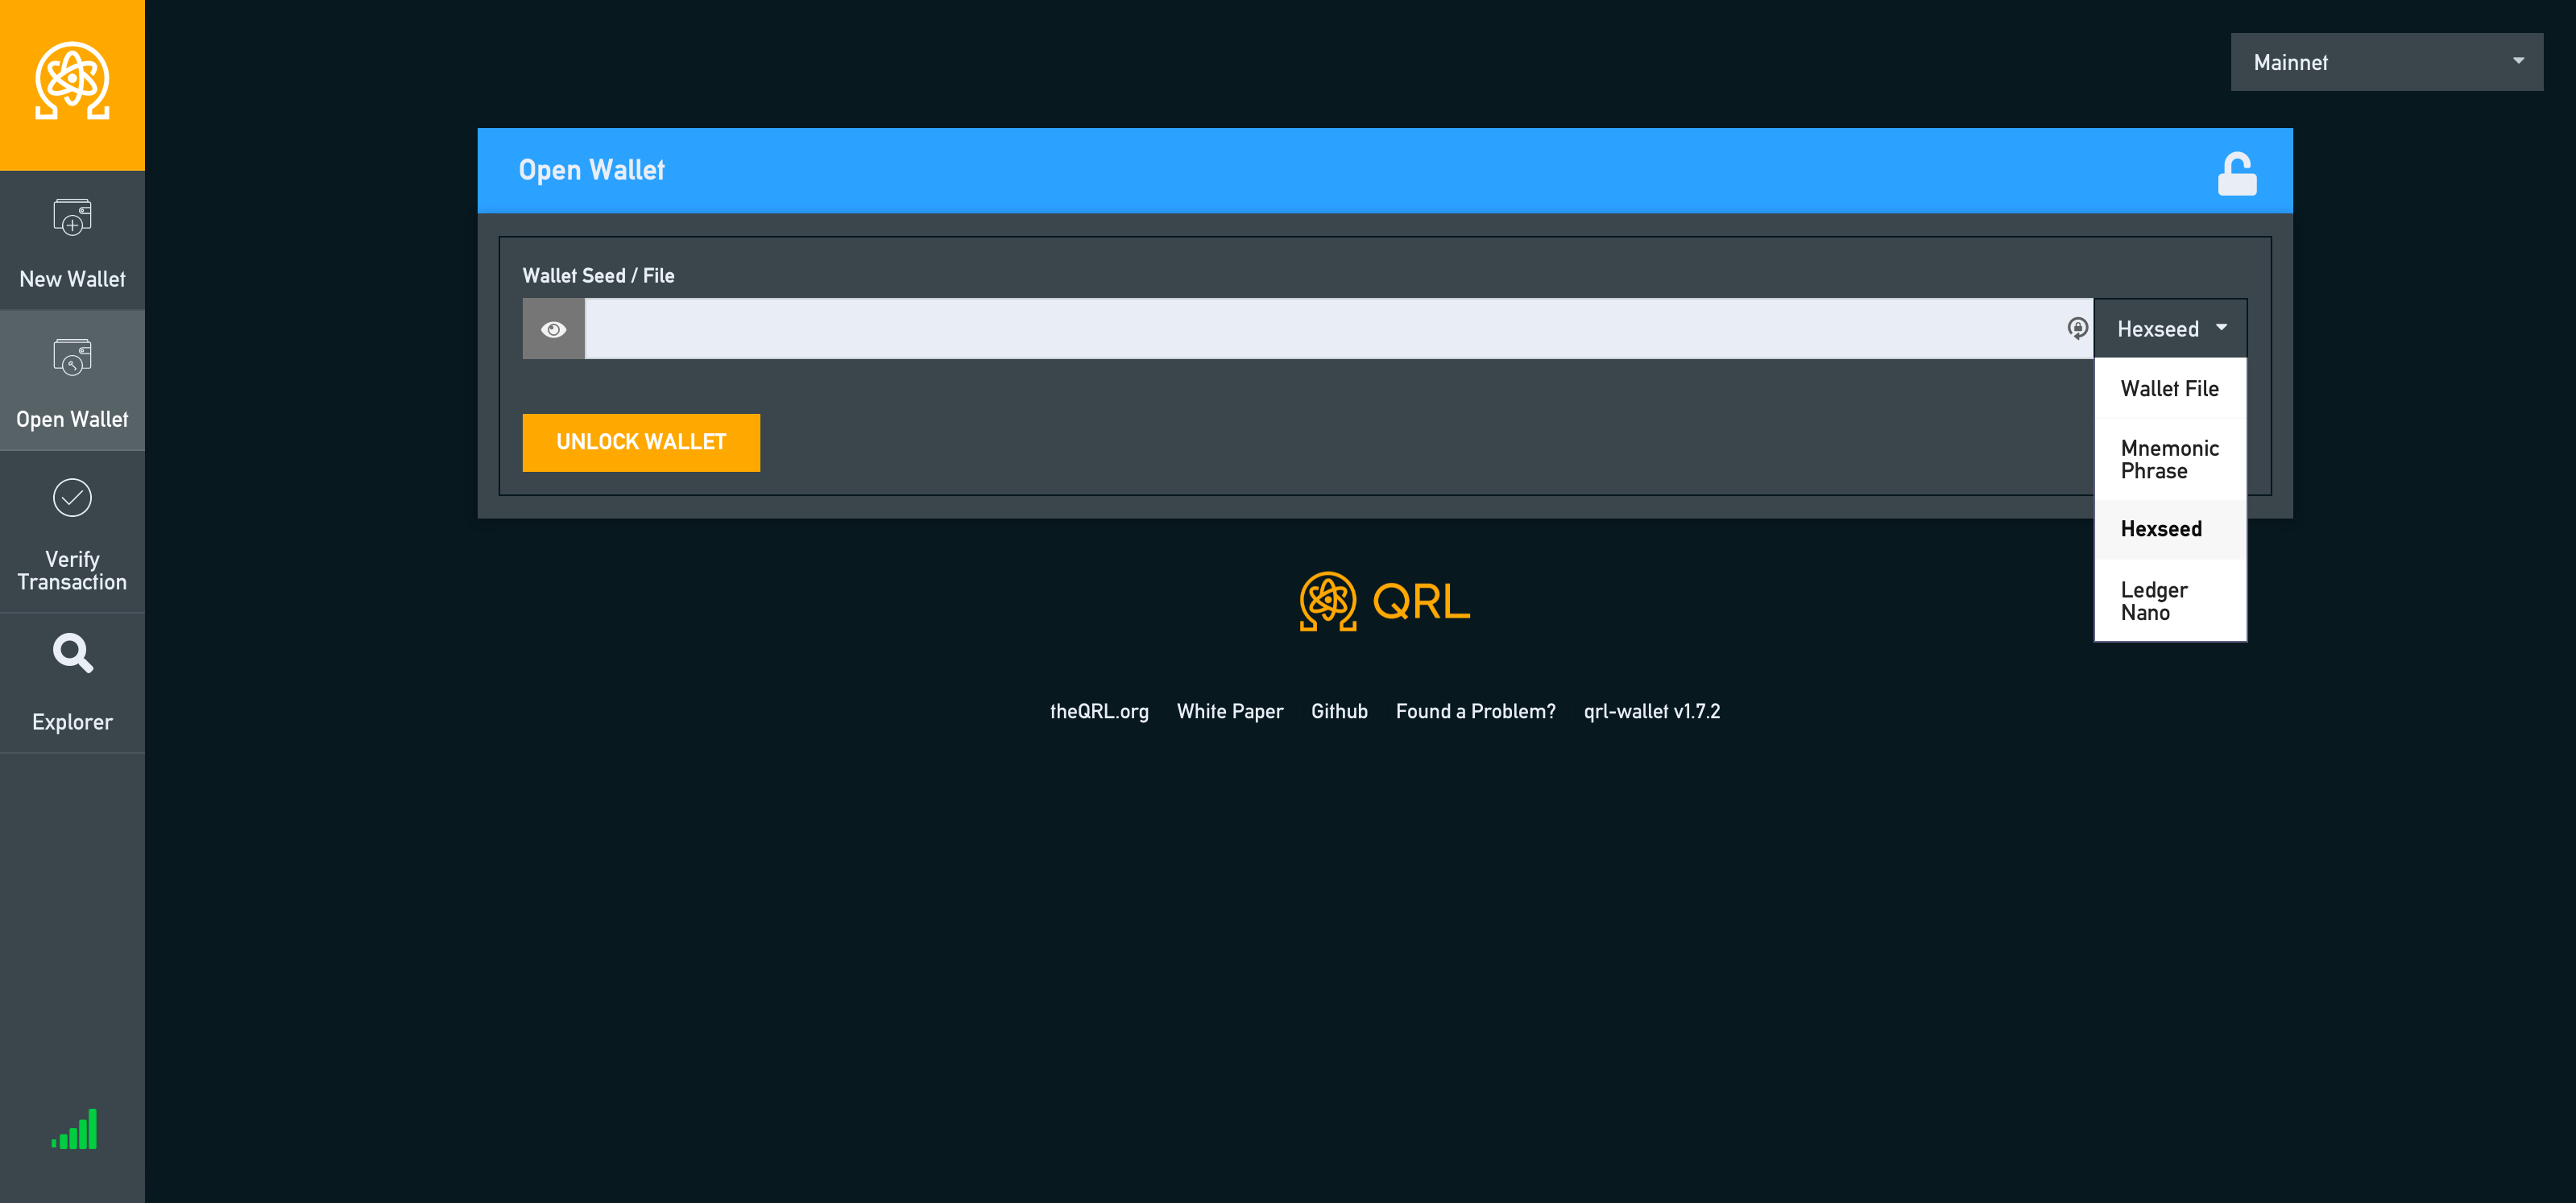 Mainnet
Open Wallet
New Wallet
Open Wallet
Verify
Transaction
Explorer
Wallet Seed / File
Hexseed
Wallet File
Mnemonic
Phrase
Hexseed
Ledger
Nano
UNLOCK WALLET
QRL
theQRL.org White Paper Github Found a Problem? qrl-wallet v1.7.2